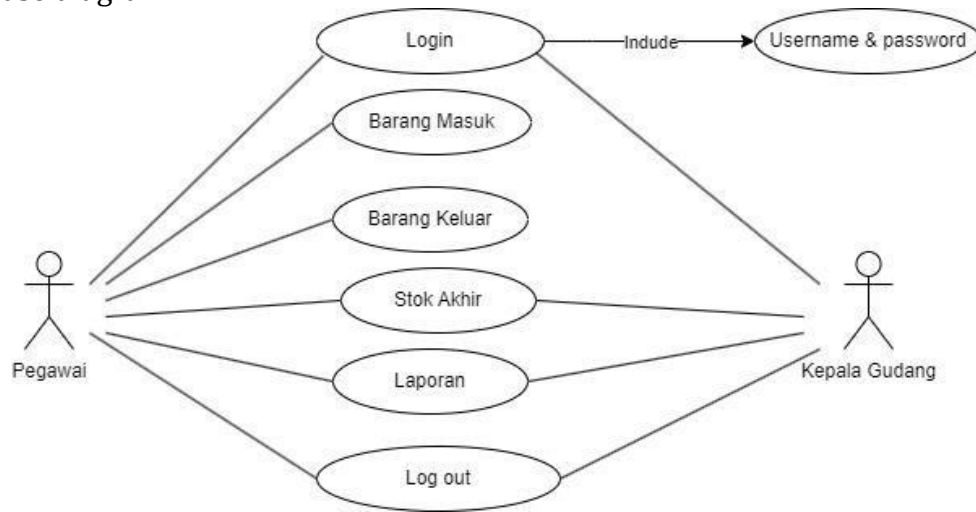 Login
Indude
Username & password
Barang Masuk
Barang Keluar
Stok Akhir
Pegawai
Laporan
Kepala Gudang
Log out